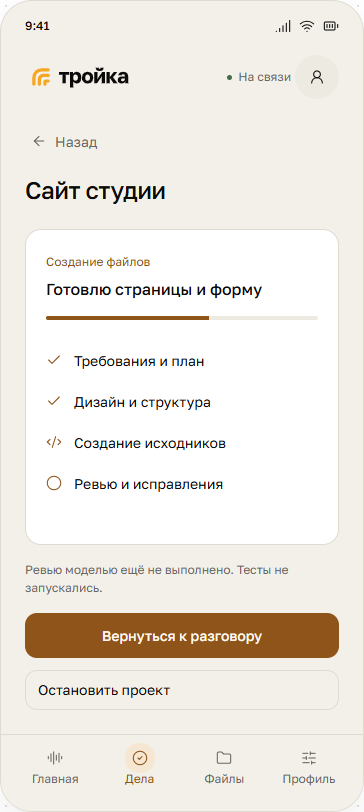 9:41
тройка
На связи
Назад
Сайт студии
Создание файлов
Готовлю страницы и форму
Требования и план
Дизайн и структура
Создание исходников
Ревью и исправления
Ревью моделью ещё не выполнено. Тесты не
запускались.
Вернуться к разговору
Остановить проект
Главная
Дела
Файлы
Профиль